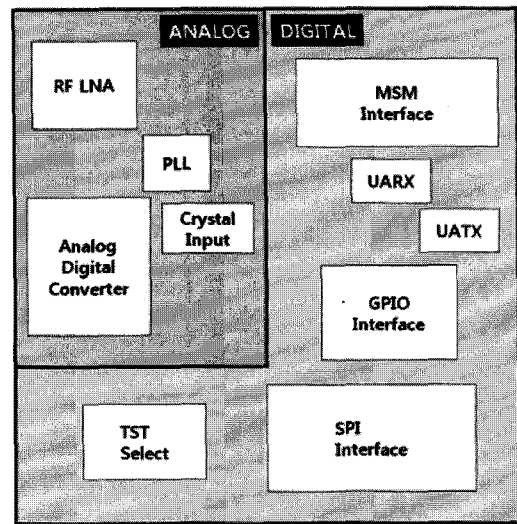 ANALOG
DIGITAL
RF LNA
MSM
Interface
PLL
UARX
Crystal
Input
UATX
Analog
Digital
Converter
GPIO
Interface
TST
Select
SPI
Interface